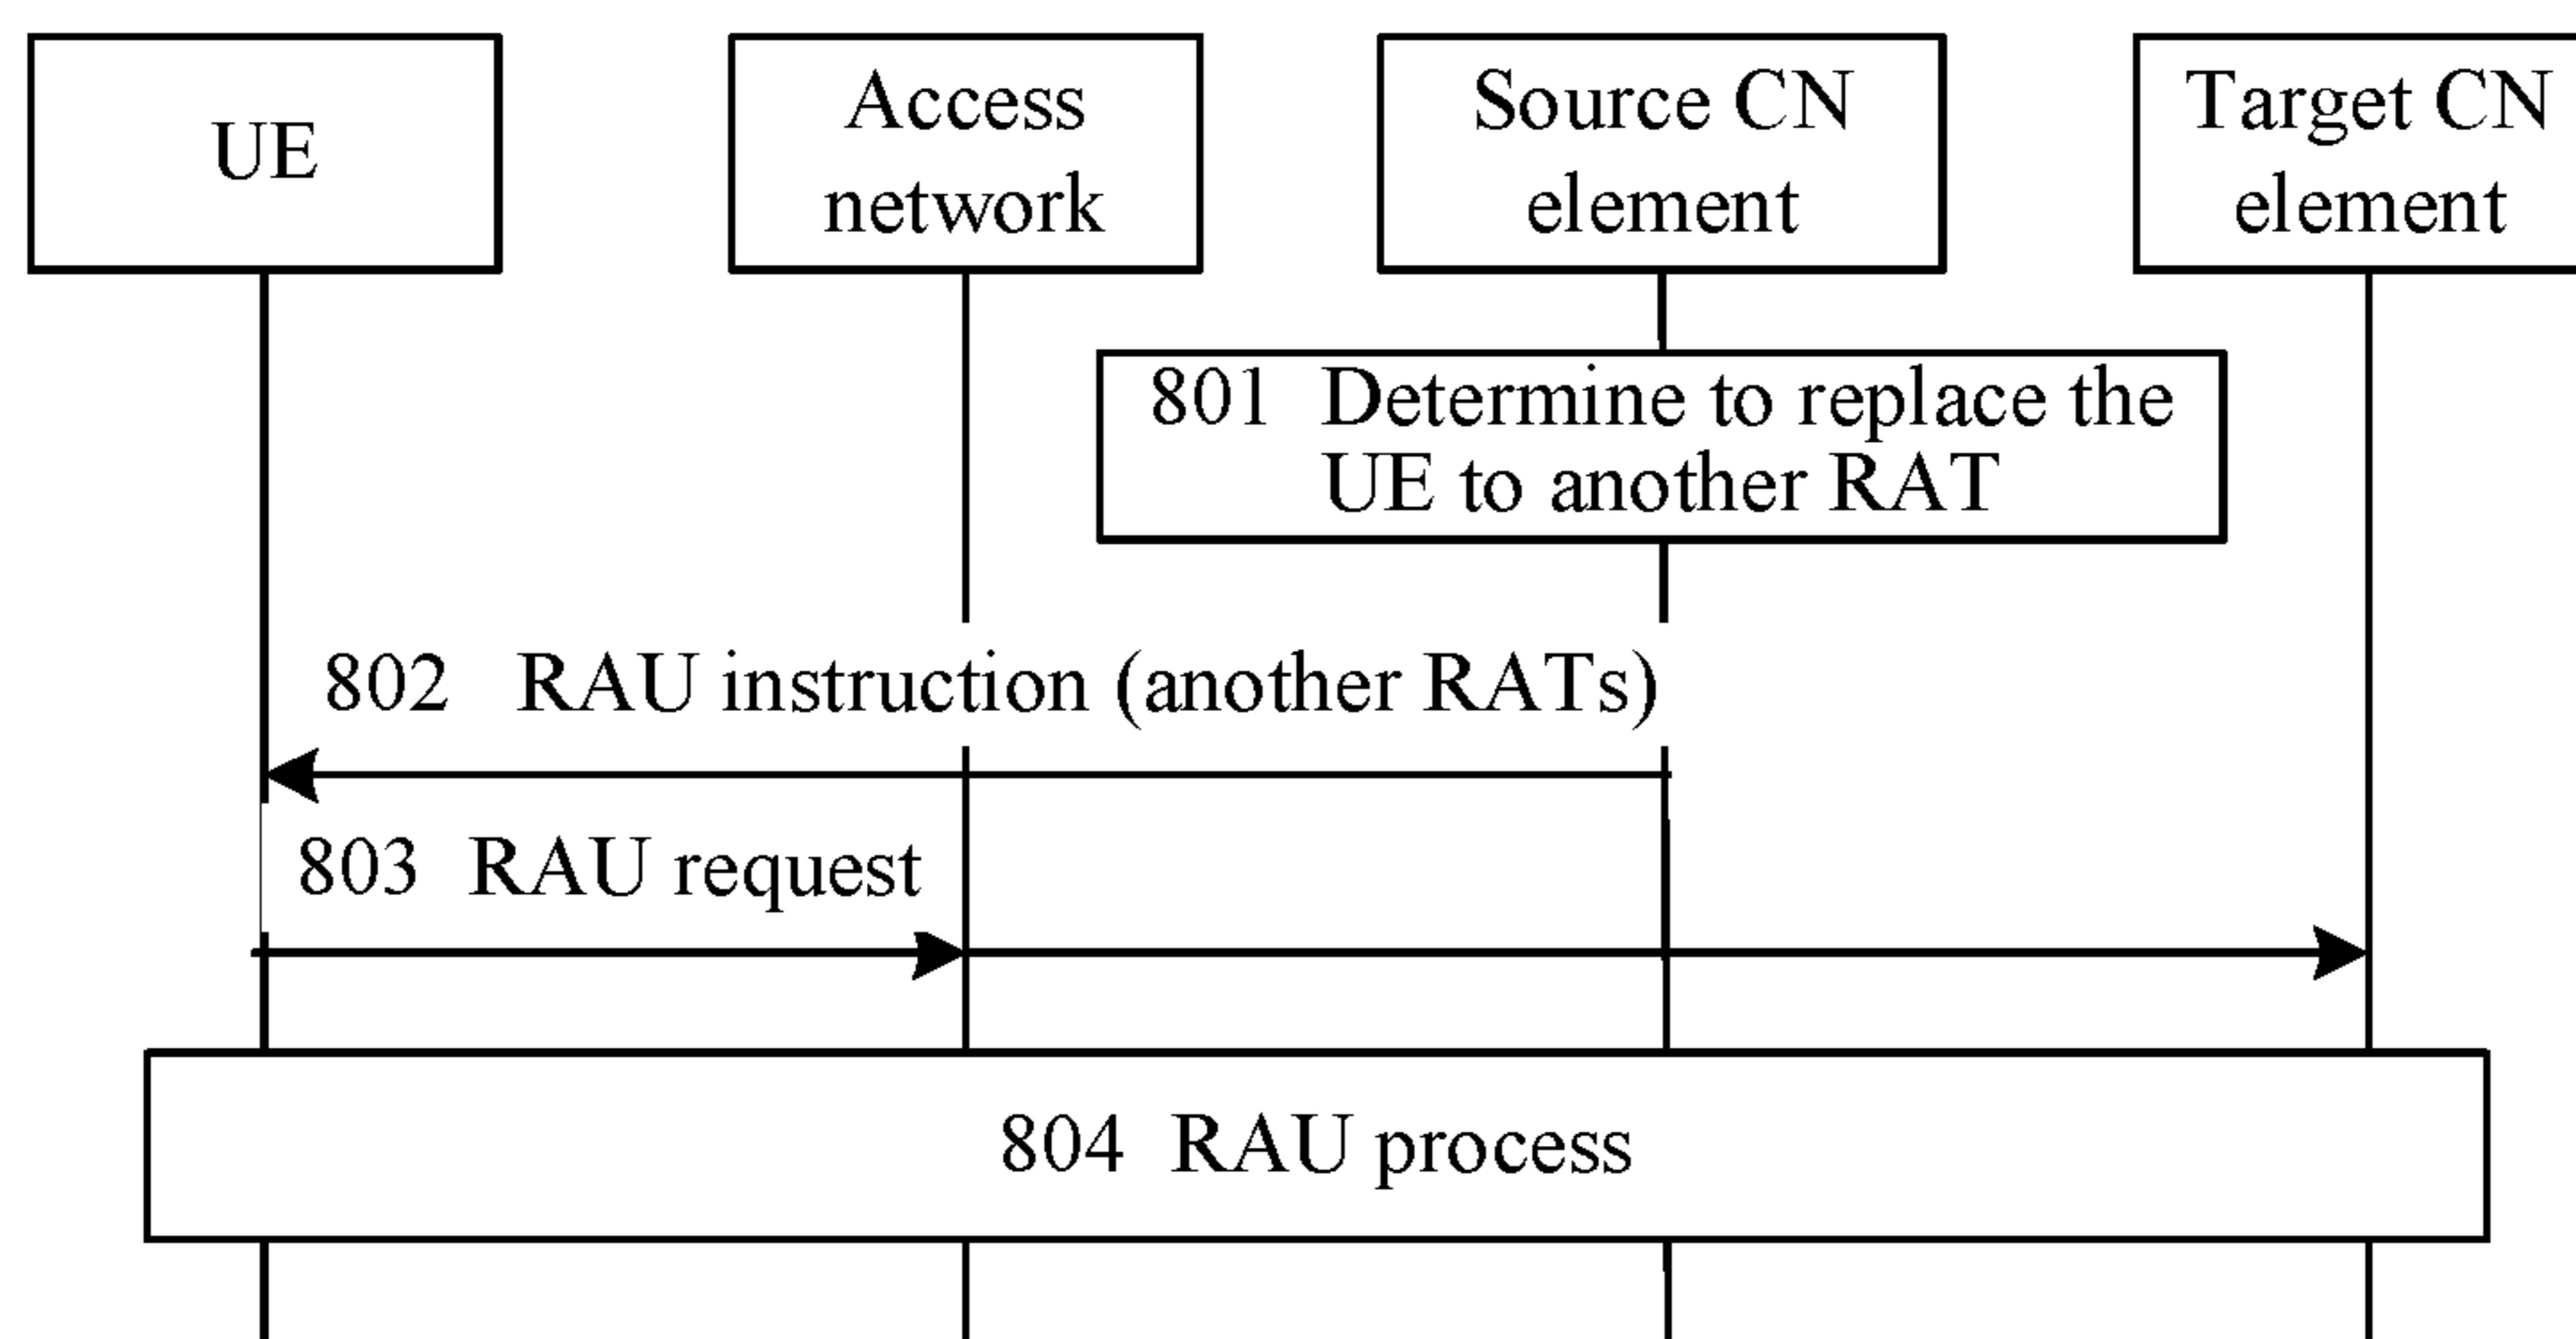 UE
Access
network
Source CN
element
Target CN
element
801 Determine to replace the
UE to another RAT
802 RAU instruction (another RATs)
803 RAU request
804 RAU process